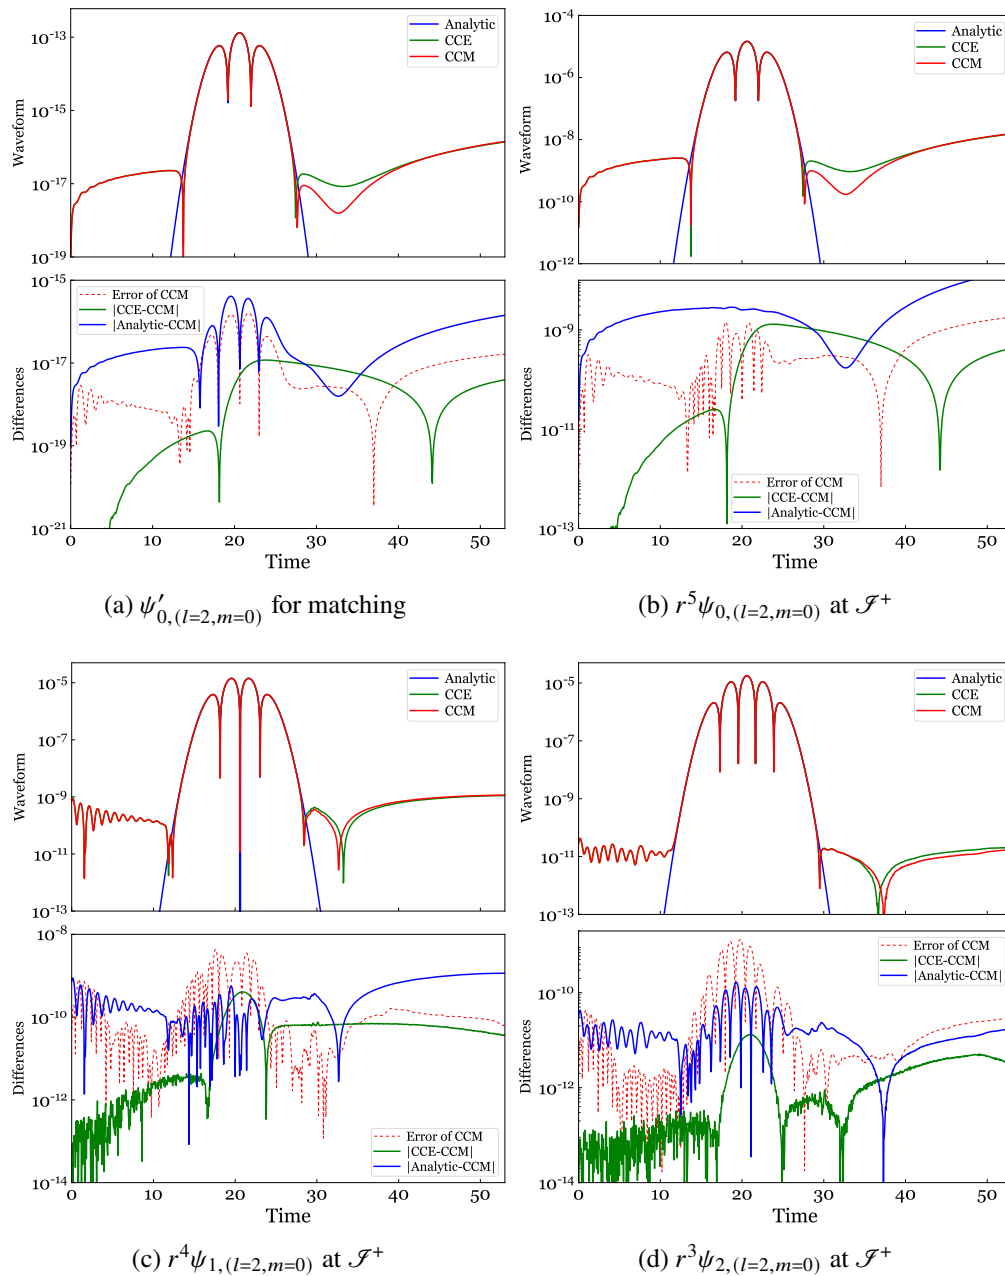 10⁻¹³
10⁻¹⁵
10⁻¹⁷
10⁻¹⁹
Waveform
Analytic
CCE
CCM
10⁻¹⁵
10⁻¹⁷
10⁻¹⁹
10⁻²¹
Differences
Error of CCM
|CCE-CCM|
|Analytic-CCM|
0 10 20 30 40 50
Time
(a) ψ′₀,(l=2,m=0) for matching
10⁻⁴
10⁻⁶
10⁻⁸
10⁻¹⁰
10⁻¹²
Waveform
Analytic
CCE
CCM
10⁻⁹
10⁻¹¹
10⁻¹³
Differences
Error of CCM
|CCE-CCM|
|Analytic-CCM|
0 10 20 30 40 50
Time
(b) r⁵ψ₀,(l=2,m=0) at ℐ⁺
10⁻⁵
10⁻⁷
10⁻⁹
10⁻¹¹
10⁻¹³
Waveform
Analytic
CCE
CCM
10⁻⁸
10⁻¹⁰
10⁻¹²
10⁻¹⁴
Differences
Error of CCM
|CCE-CCM|
|Analytic-CCM|
0 10 20 30 40 50
Time
(c) r⁴ψ₁,(l=2,m=0) at ℐ⁺
10⁻⁵
10⁻⁷
10⁻⁹
10⁻¹¹
10⁻¹³
Waveform
Analytic
CCE
CCM
10⁻¹⁰
10⁻¹²
10⁻¹⁴
Differences
Error of CCM
|CCE-CCM|
|Analytic-CCM|
0 10 20 30 40 50
Time
(d) r³ψ₂,(l=2,m=0) at ℐ⁺